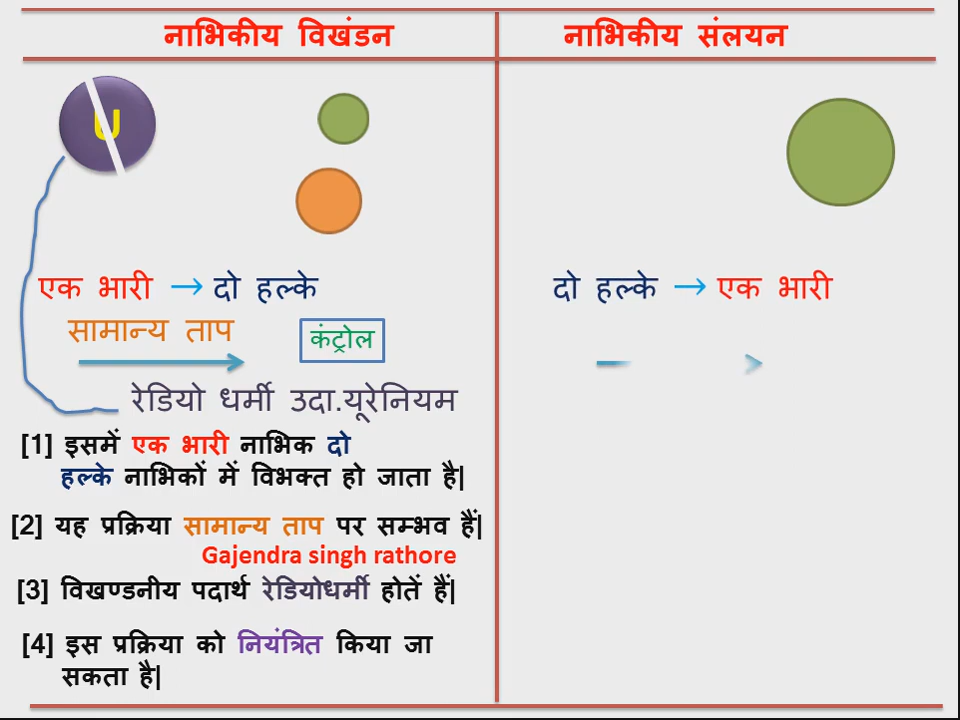 नाभिकीय विखंडन
नाभिकीय संलयन
U
एक भारी → दो हल्के
दो हल्के → एक भारी
सामान्य ताप
कंट्रोल
रेडियो धर्मी उदा.यूरेनियम
[1] इसमें एक भारी नाभिक दो
हल्के नाभिकों में विभक्त हो जाता है|
[2] यह प्रक्रिया सामान्य ताप पर सम्भव हैं|
Gajendra singh rathore
[3] विखण्डनीय पदार्थ रेडियोधर्मी होतें हैं|
[4] इस प्रक्रिया को नियंत्रित किया जा
सकता है|